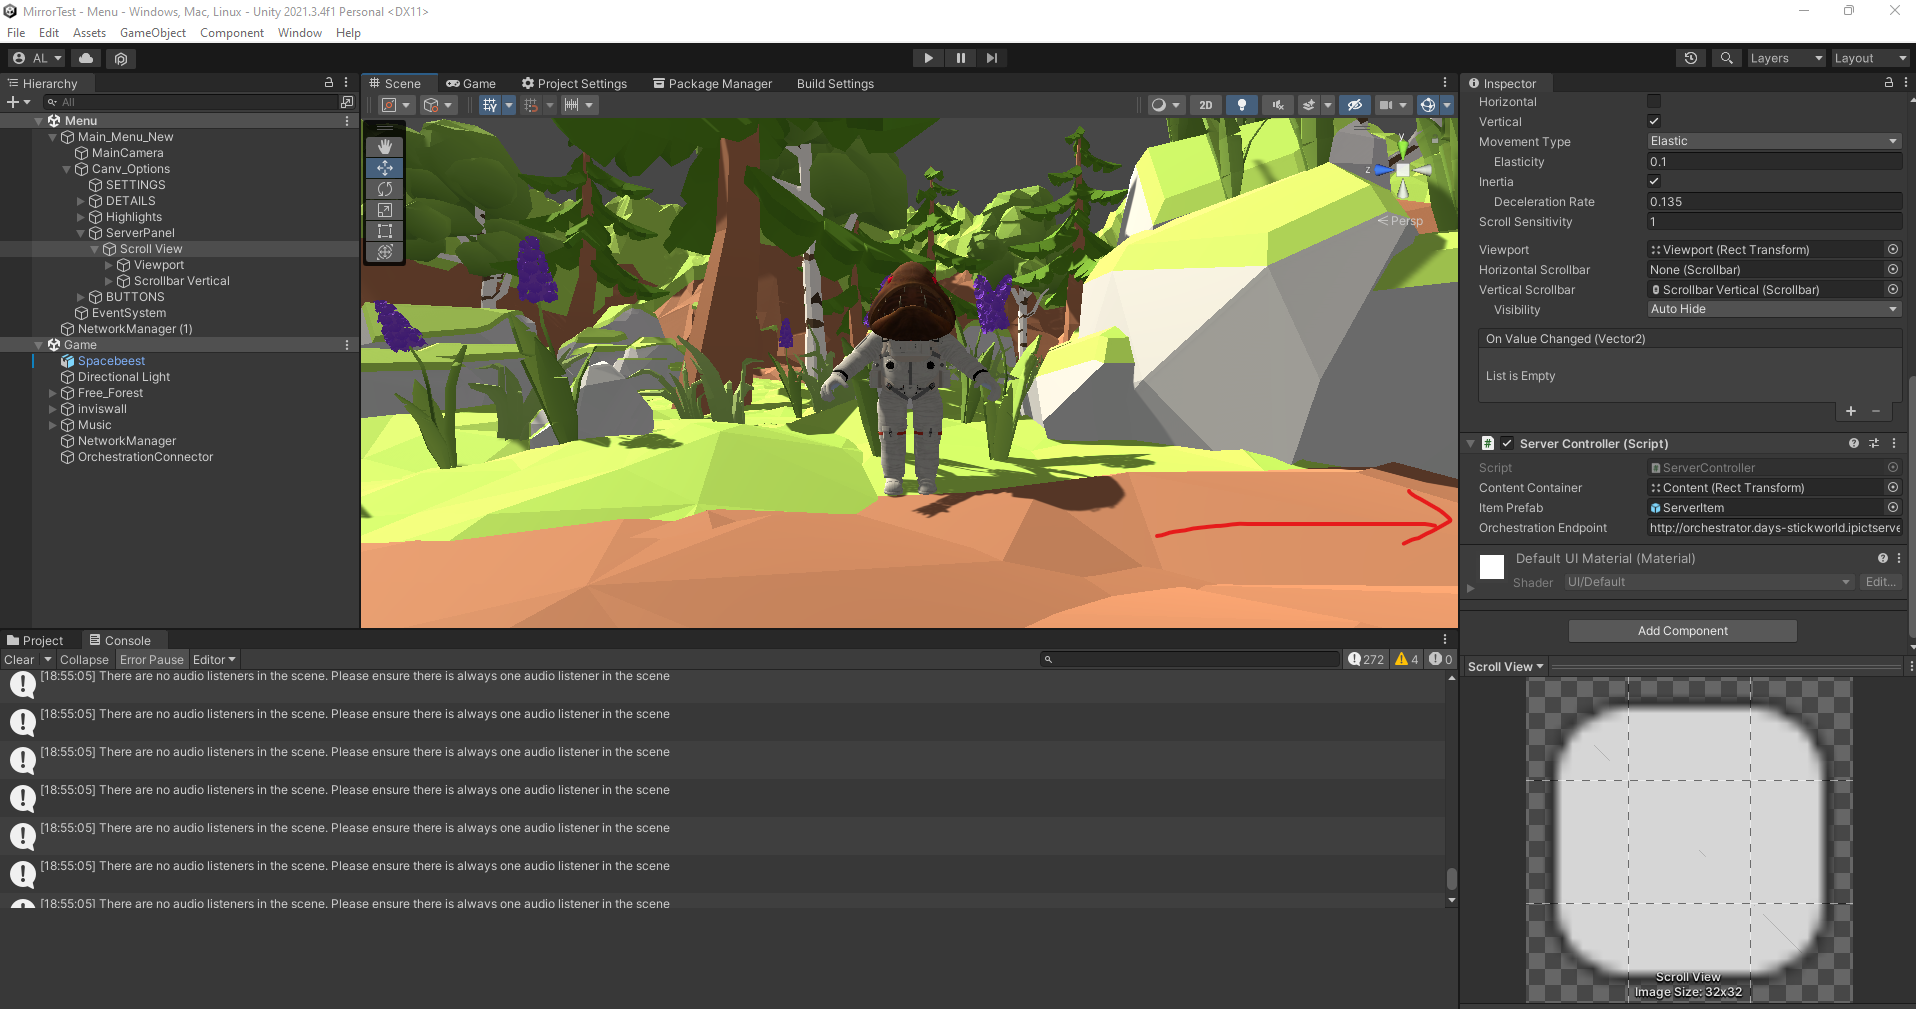 MirrorTest - Menu - Windows, Mac, Linux - Unity 2021.3.4f1 Personal <DX11>
File Edit Assets GameObject Component Window Help
AL Layers Layout
Hierarchy
All
Menu
Main_Menu_New
MainCamera
Canv_Options
SETTINGS
DETAILS
Highlights
ServerPanel
Scroll View
Viewport
Scrollbar Vertical
BUTTONS
EventSystem
NetworkManager (1)
Game
Spacebeest
Directional Light
Free_Forest
inviswall
Music
NetworkManager
OrchestrationConnector
Scene Game Project Settings Package Manager Build Settings
2D
y
z
Persp
Inspector
Horizontal
Vertical
Movement Type Elastic
Elasticity 0.1
Inertia
Deceleration Rate 0.135
Scroll Sensitivity 1
Viewport Viewport (Rect Transform)
Horizontal Scrollbar None (Scrollbar)
Vertical Scrollbar Scrollbar Vertical (Scrollbar)
Visibility Auto Hide
On Value Changed (Vector2)
List is Empty
+ −
# Server Controller (Script)
Script ServerController
Content Container Content (Rect Transform)
Item Prefab ServerItem
Orchestration Endpoint http://orchestrator.days-stickworld.ipictserve
Default UI Material (Material)
Shader UI/Default Edit...
Add Component
Scroll View
Scroll View
Image Size: 32x32
Project Console
Clear Collapse Error Pause Editor 272 4 0
[18:55:05] There are no audio listeners in the scene. Please ensure there is always one audio listener in the scene
[18:55:05] There are no audio listeners in the scene. Please ensure there is always one audio listener in the scene
[18:55:05] There are no audio listeners in the scene. Please ensure there is always one audio listener in the scene
[18:55:05] There are no audio listeners in the scene. Please ensure there is always one audio listener in the scene
[18:55:05] There are no audio listeners in the scene. Please ensure there is always one audio listener in the scene
[18:55:05] There are no audio listeners in the scene. Please ensure there is always one audio listener in the scene
[18:55:05] There are no audio listeners in the scene. Please ensure there is always one audio listener in the scene